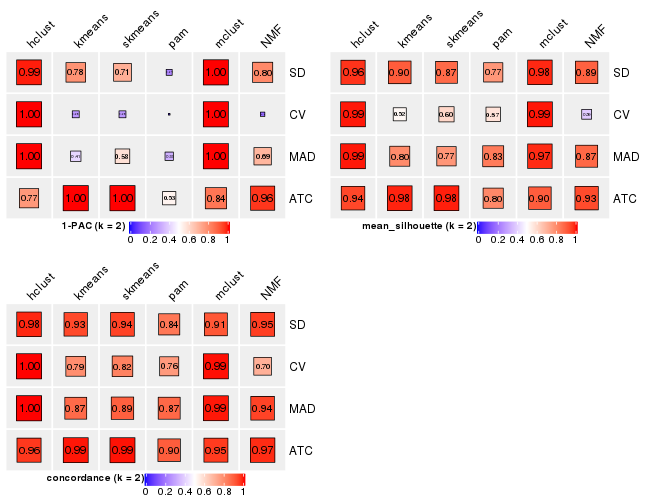 hclust kmeans skmeans pam mclust NMF
0.99 0.78 0.71 0.80 SD
1.00
1.00 1.00 CV
1.00 0.58 1.00 0.69 MAD
0.77 1.00 1.00 0.53 0.84 0.96 ATC
1-PAC (k = 2)
0 0.2 0.4 0.6 0.8 1
hclust kmeans skmeans pam mclust NMF
0.96 0.90 0.87 0.77 0.98 0.89 SD
0.99 0.52 0.60 0.57 0.99 CV
0.99 0.80 0.77 0.83 0.97 0.87 MAD
0.94 0.98 0.98 0.80 0.90 0.93 ATC
mean_silhouette (k = 2)
0 0.2 0.4 0.6 0.8 1
hclust kmeans skmeans pam mclust NMF
0.98 0.93 0.94 0.84 0.91 0.95 SD
1.00 0.79 0.82 0.76 0.99 0.70 CV
1.00 0.87 0.89 0.87 0.99 0.94 MAD
0.96 0.99 0.99 0.90 0.95 0.97 ATC
concordance (k = 2)
0 0.2 0.4 0.6 0.8 1